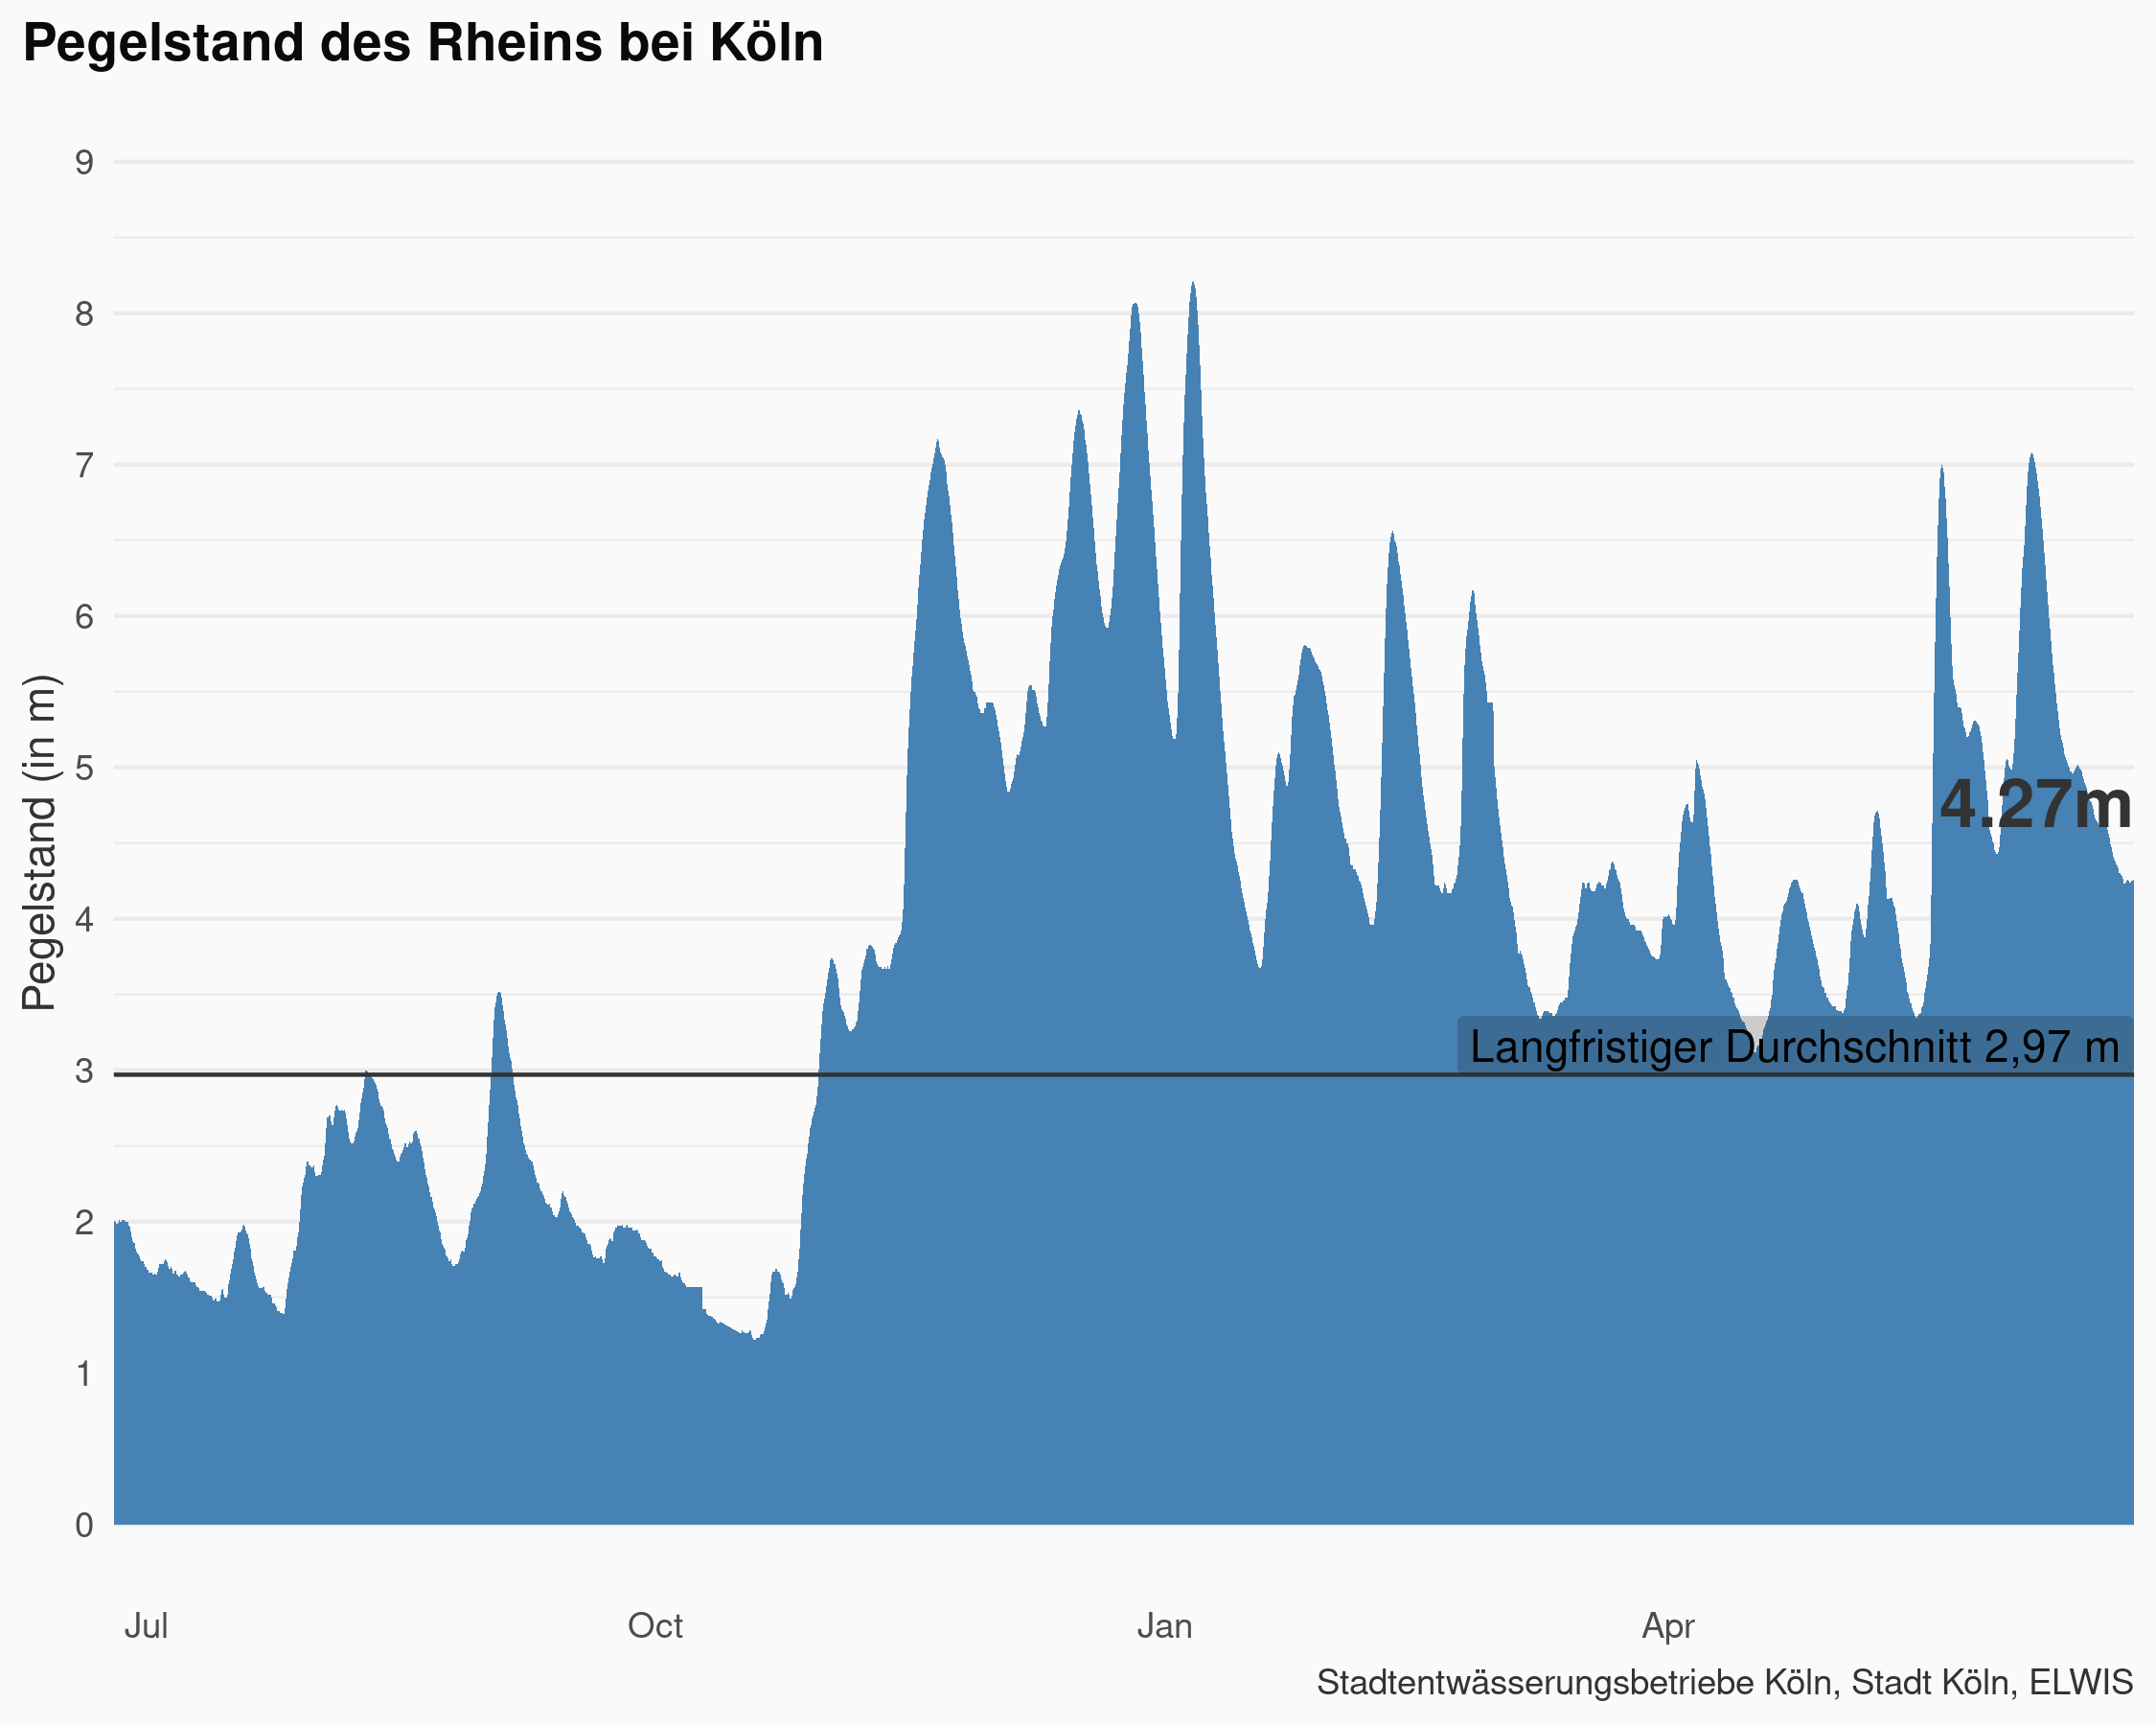 Pegelstand des Rheins bei Köln
Pegelstand (in m)
9
8
7
6
5
4
3
2
1
0
4.27m
Langfristiger Durchschnitt 2,97 m
Jul Oct Jan Apr
Stadtentwässerungsbetriebe Köln, Stadt Köln, ELWIS